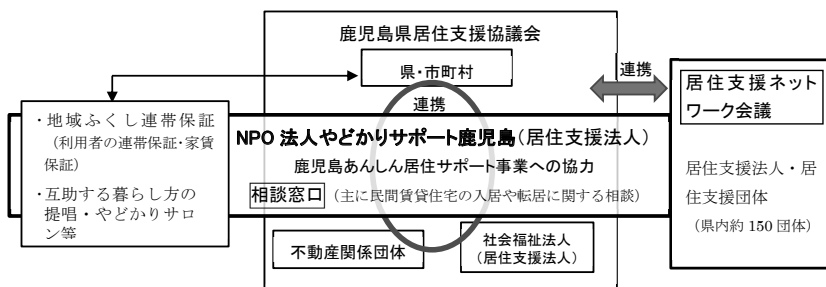 鹿児島県居住支援協議会
県・市町村
連携
連携
居住支援ネット
ワーク会議
・地域ふくし連帯保証
(利用者の連帯保証・家賃
保証)
・互助する暮らし方の
提唱・やどかりサロ
ン等
NPO 法人やどかりサポート鹿児島(居住支援法人)
鹿児島あんしん居住サポート事業への協力
相談窓口 (主に民間賃貸住宅の入居や転居に関する相談)
居住支援法人・居
住支援団体
(県内約 150 団体)
不動産関係団体
社会福祉法人
(居住支援法人)